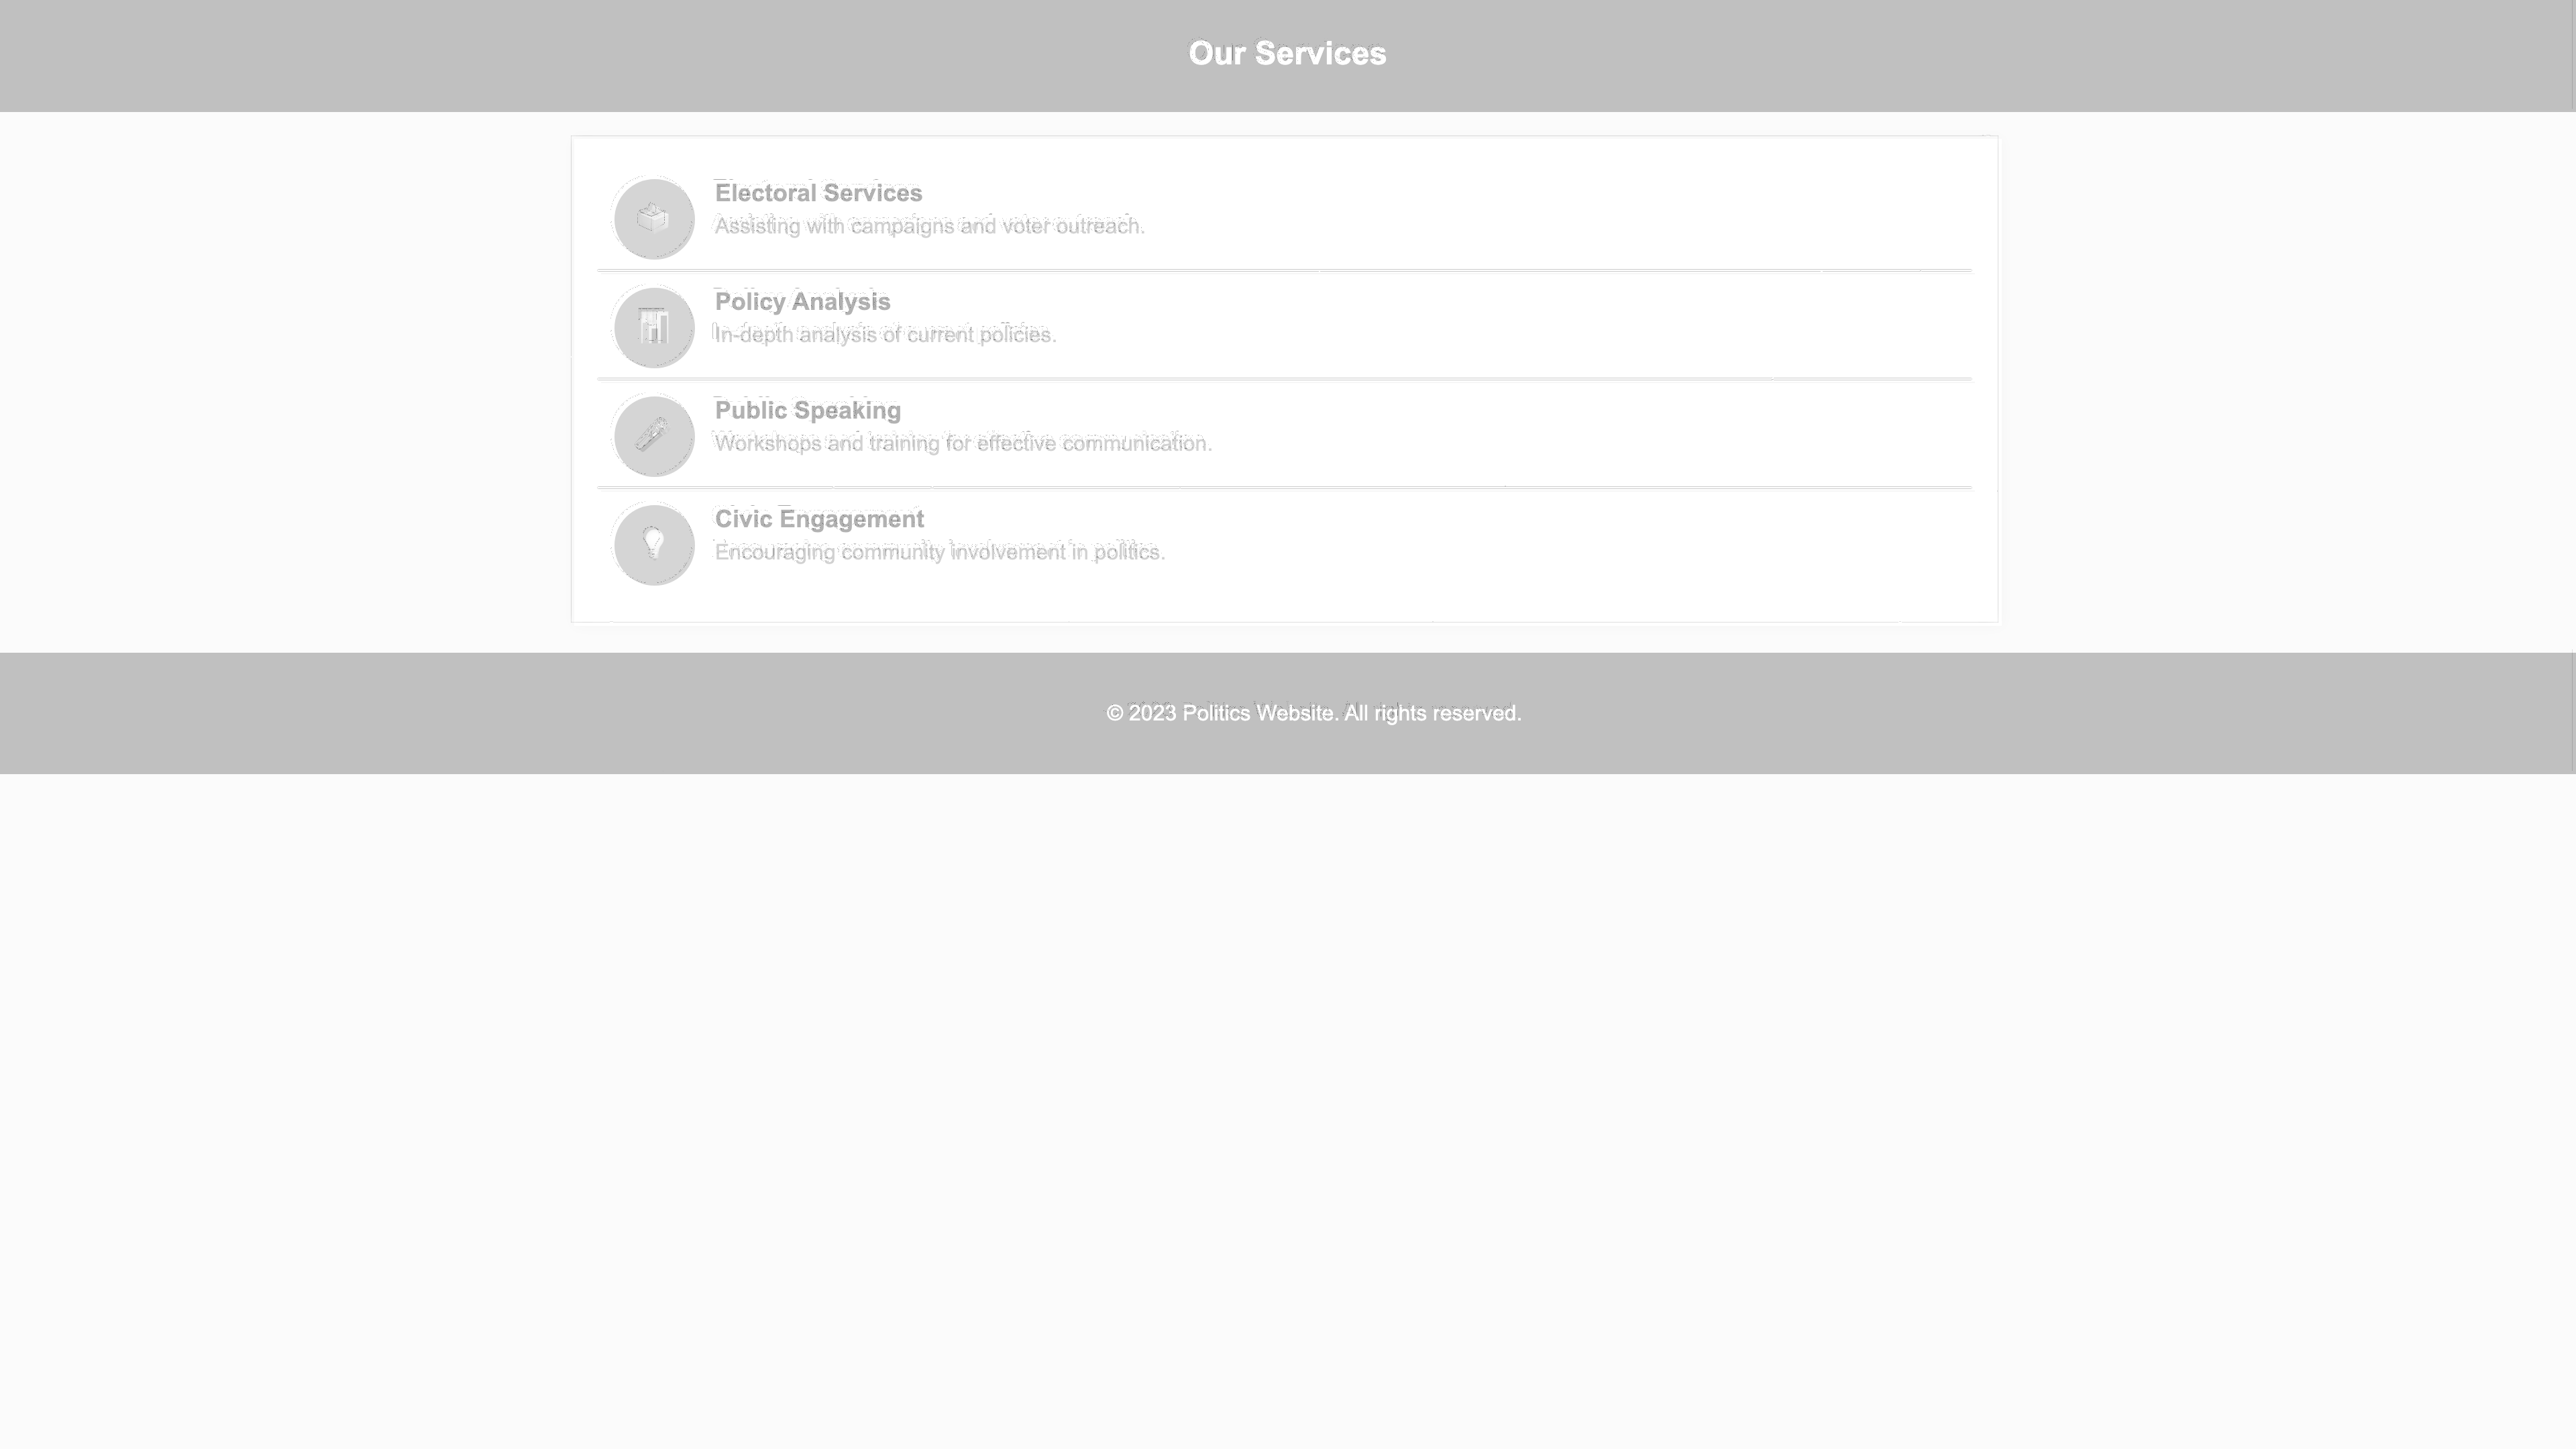 Our Services
Electoral Services
Assisting with campaigns and voter outreach.
Policy Analysis
In-depth analysis of current policies.
Public Speaking
Workshops and training for effective communication.
Civic Engagement
Encouraging community involvement in politics.
© 2023 Politics Website. All rights reserved.